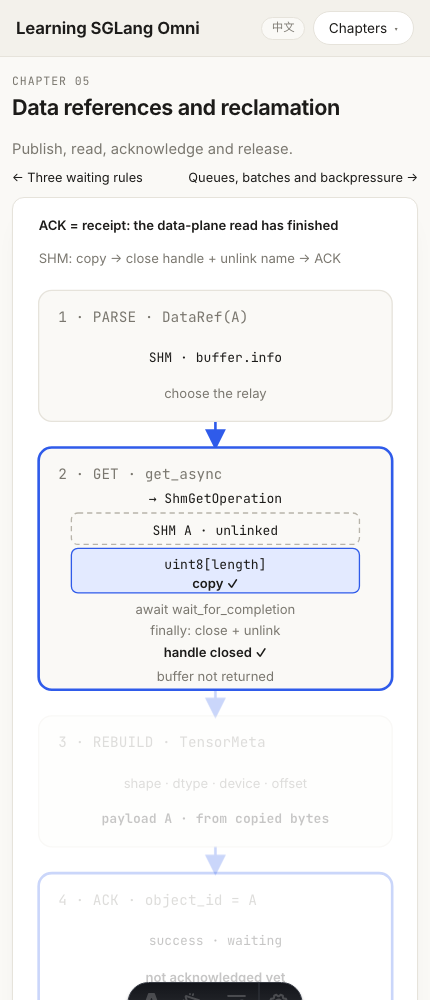 Learning SGLang Omni
中文
Chapters ·
CHAPTER 05
Data references and reclamation
Publish, read, acknowledge and release.
← Three waiting rules
Queues, batches and backpressure →
ACK = receipt: the data-plane read has finished
SHM: copy → close handle + unlink name → ACK
1 · PARSE · DataRef(A)
SHM · buffer.info
choose the relay
2 · GET · get_async
→ ShmGetOperation
SHM A · unlinked
uint8[length]
copy ✓
await wait_for_completion
finally: close + unlink
handle closed ✓
buffer not returned
3 · REBUILD · TensorMeta
shape · dtype · device · offset
payload A · from copied bytes
4 · ACK · object_id = A
success · waiting
not acknowledged yet